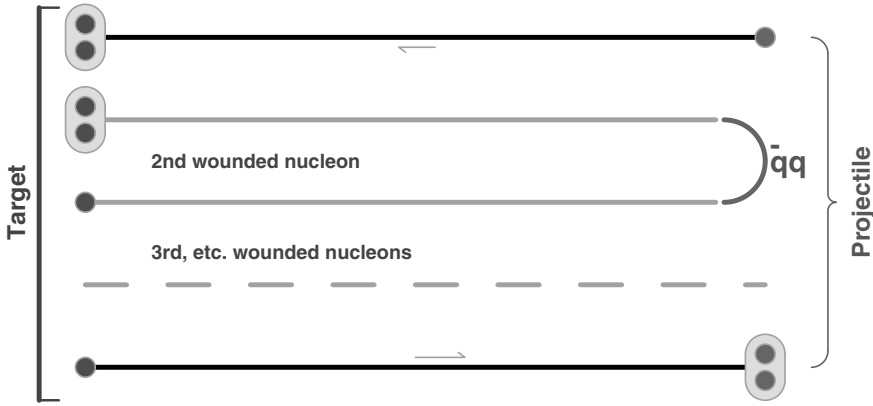 Target
2nd wounded nucleon
q̄q
3rd, etc. wounded nucleons
Projectile